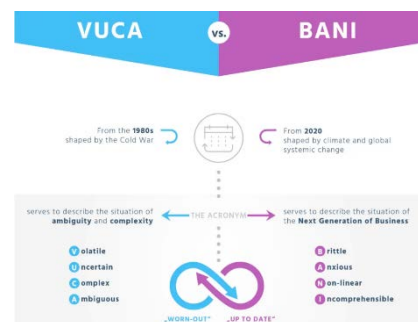 VUCA vs. BANI
From the 1980s
shaped by the Cold War
From 2020
shaped by climate and global
systemic change
serves to describe the situation of
ambiguity and complexity
THE ACRONYM
serves to describe the situation of
the Next Generation of Business
Volatile
Uncertain
Complex
Ambiguous
Brittle
Anxious
Non-linear
Incomprehensible
„WORN-OUT“
„UP TO DATE“